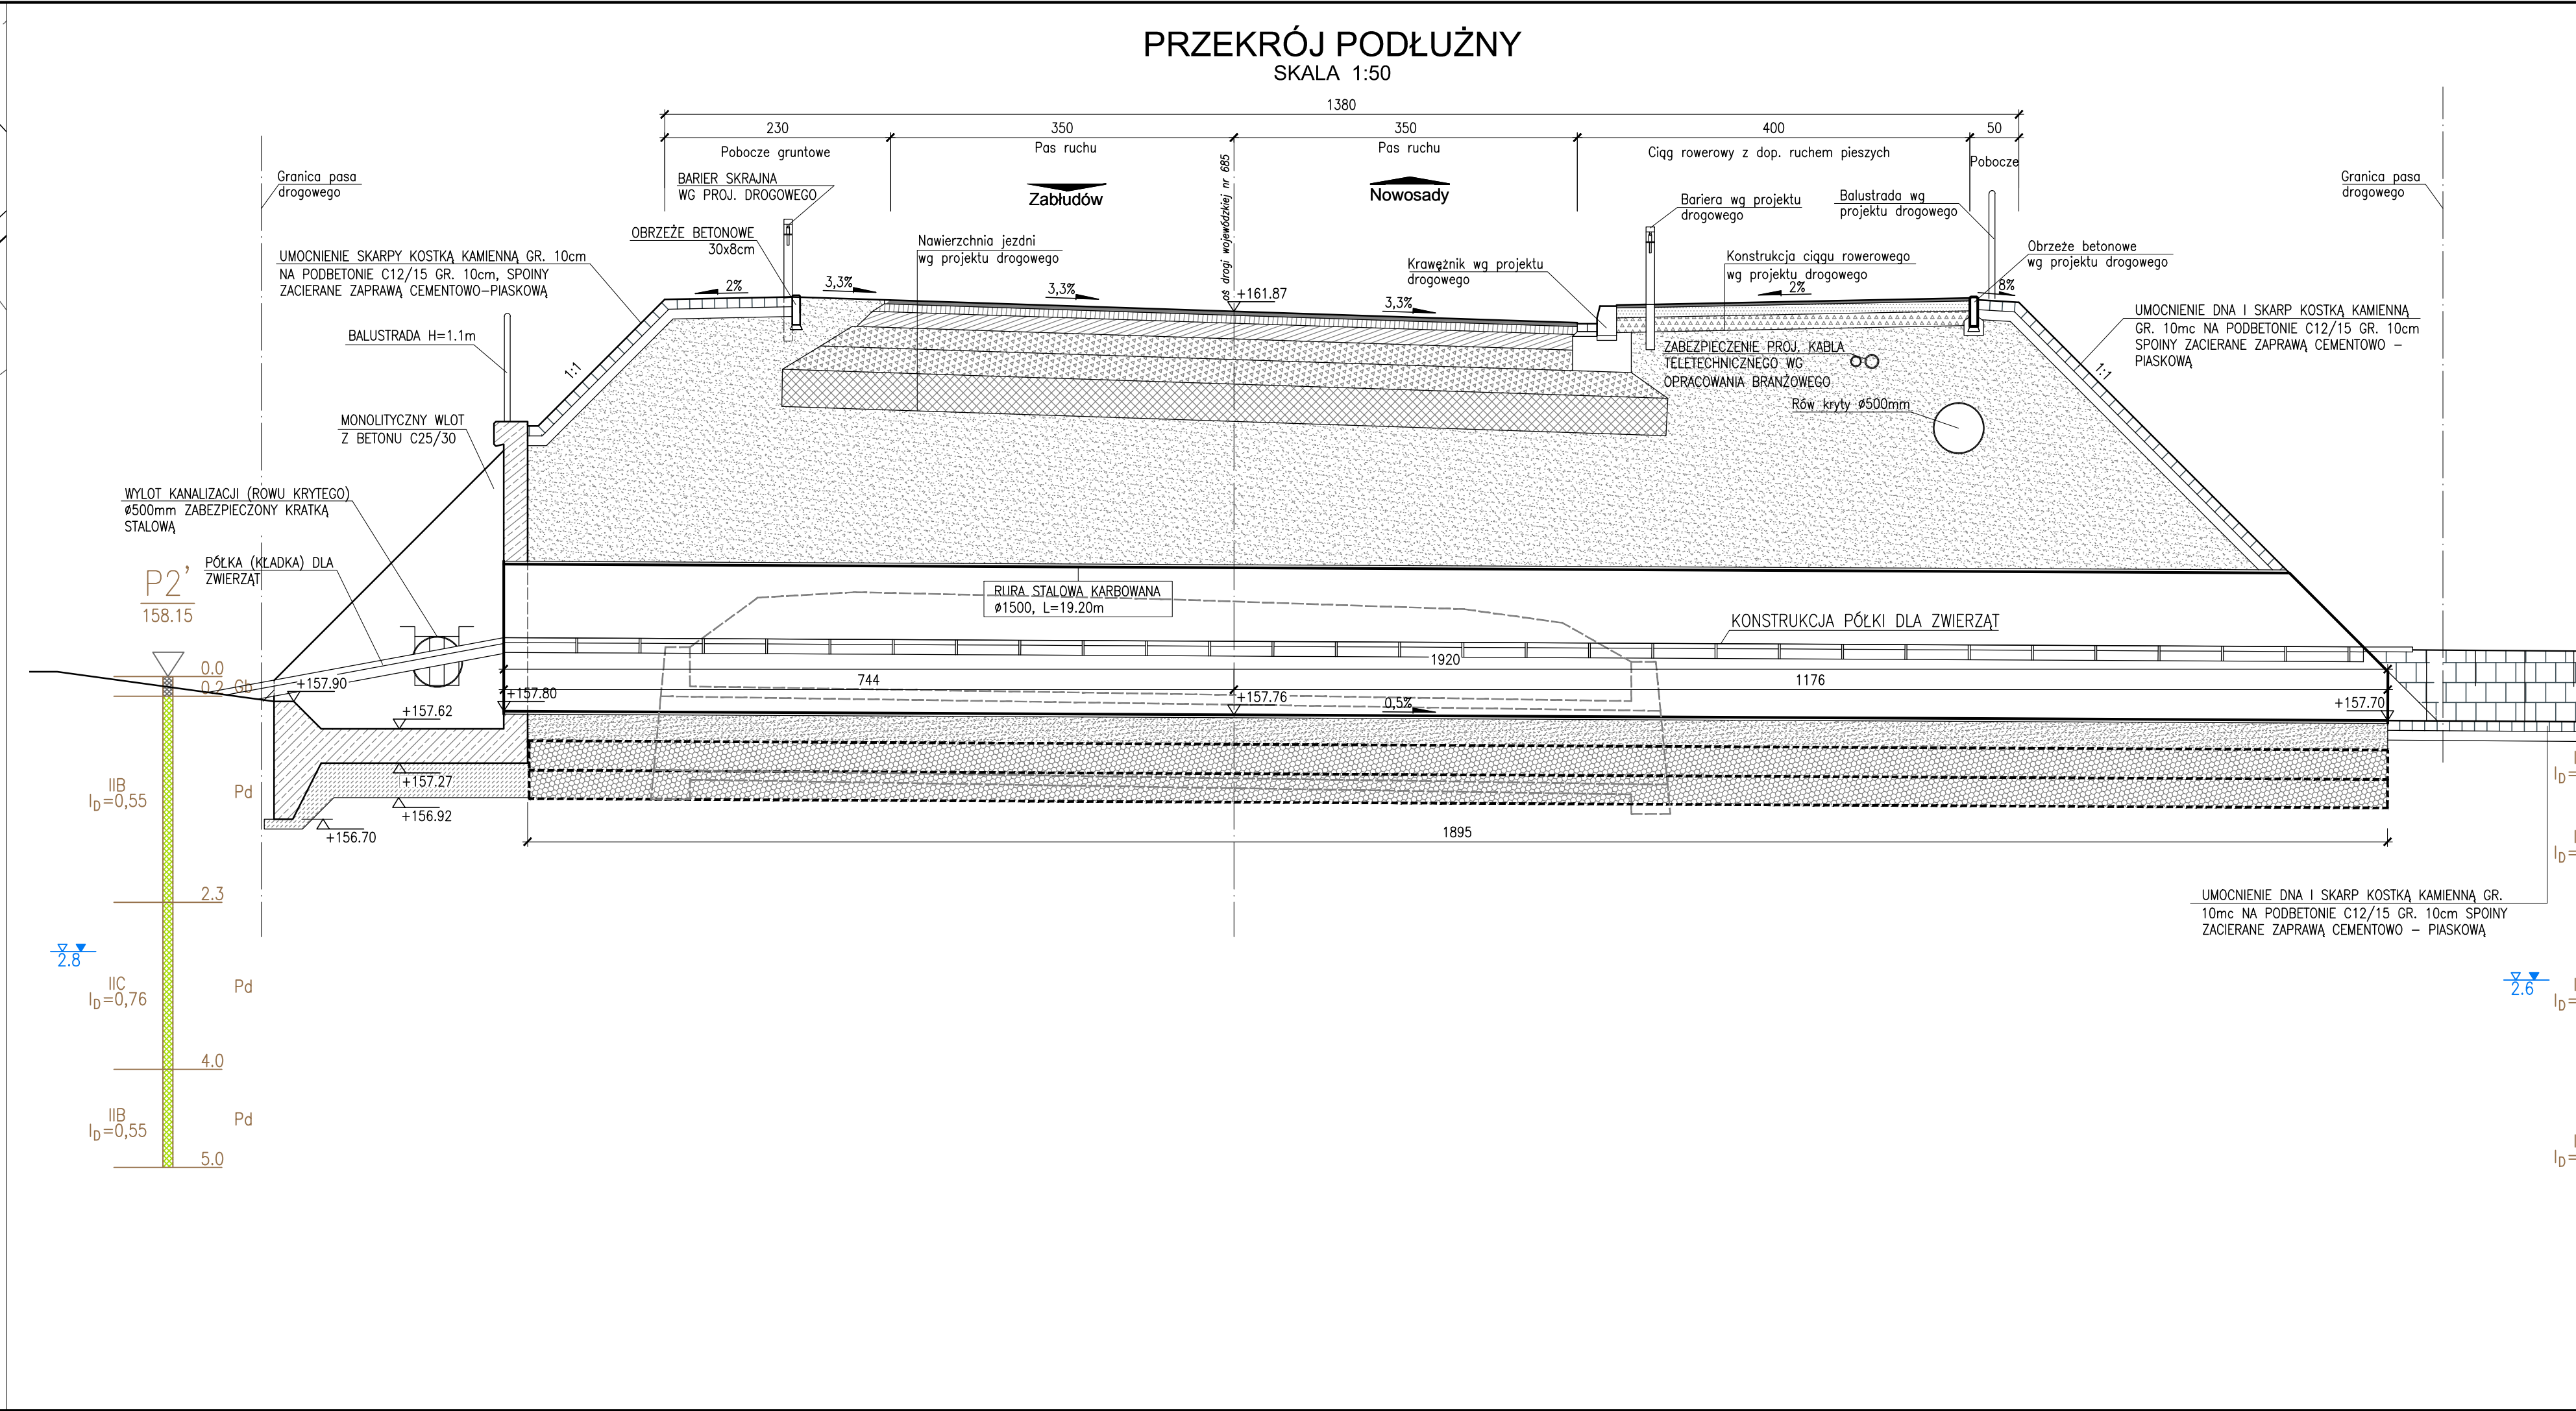 PRZEKRÓJ PODŁUŻNY
SKALA 1:50
1380
230
350
350
400
50
Pobocze gruntowe
Pas ruchu
Pas ruchu
Ciąg rowerowy z dop. ruchem pieszych
Pobocze
Granica pasa
drogowego
BARIER SKRAJNA
WG PROJ. DROGOWEGO
Zabłudów
oś drogi wojewódzkiej nr 685
Nowosady
Bariera wg projektu
drogowego
Balustrada wg
projektu drogowego
Granica pasa
drogowego
OBRZEŻE BETONOWE
30x8cm
Nawierzchnia jezdni
wg projektu drogowego
Krawężnik wg projektu
drogowego
Konstrukcja ciągu rowerowego
wg projektu drogowego
Obrzeże betonowe
wg projektu drogowego
UMOCNIENIE SKARPY KOSTKĄ KAMIENNĄ GR. 10cm
NA PODBETONIE C12/15 GR. 10cm, SPOINY
ZACIERANE ZAPRAWĄ CEMENTOWO-PIASKOWĄ
2%
3,3%
3,3%
+161.87
3,3%
2%
8%
UMOCNIENIE DNA I SKARP KOSTKĄ KAMIENNĄ
GR. 10mc NA PODBETONIE C12/15 GR. 10cm
SPOINY ZACIERANE ZAPRAWĄ CEMENTOWO –
PIASKOWĄ
BALUSTRADA H=1.1m
1:1
1:1
ZABEZPIECZENIE PROJ. KABLA
TELETECHNICZNEGO WG
OPRACOWANIA BRANŻOWEGO
Rów kryty ø500mm
MONOLITYCZNY WLOT
Z BETONU C25/30
WYLOT KANALIZACJI (ROWU KRYTEGO)
ø500mm ZABEZPIECZONY KRATKĄ
STALOWĄ
PÓŁKA (KŁADKA) DLA
ZWIERZĄT
P2'
158.15
RURA STALOWA KARBOWANA
ø1500, L=19.20m
KONSTRUKCJA PÓŁKI DLA ZWIERZĄT
1920
0.0
0.2 Gb
+157.90
744
1176
+157.80
+157.76
0,5%
+157.70
+157.62
+157.27
+156.92
+156.70
IIB
ID=0,55
Pd
1895
2.3
2.8
IIC
ID=0,76
Pd
4.0
IIB
ID=0,55
Pd
5.0
UMOCNIENIE DNA I SKARP KOSTKĄ KAMIENNĄ GR.
10mc NA PODBETONIE C12/15 GR. 10cm SPOINY
ZACIERANE ZAPRAWĄ CEMENTOWO – PIASKOWĄ
2.6
ID=
ID=
ID=
ID=